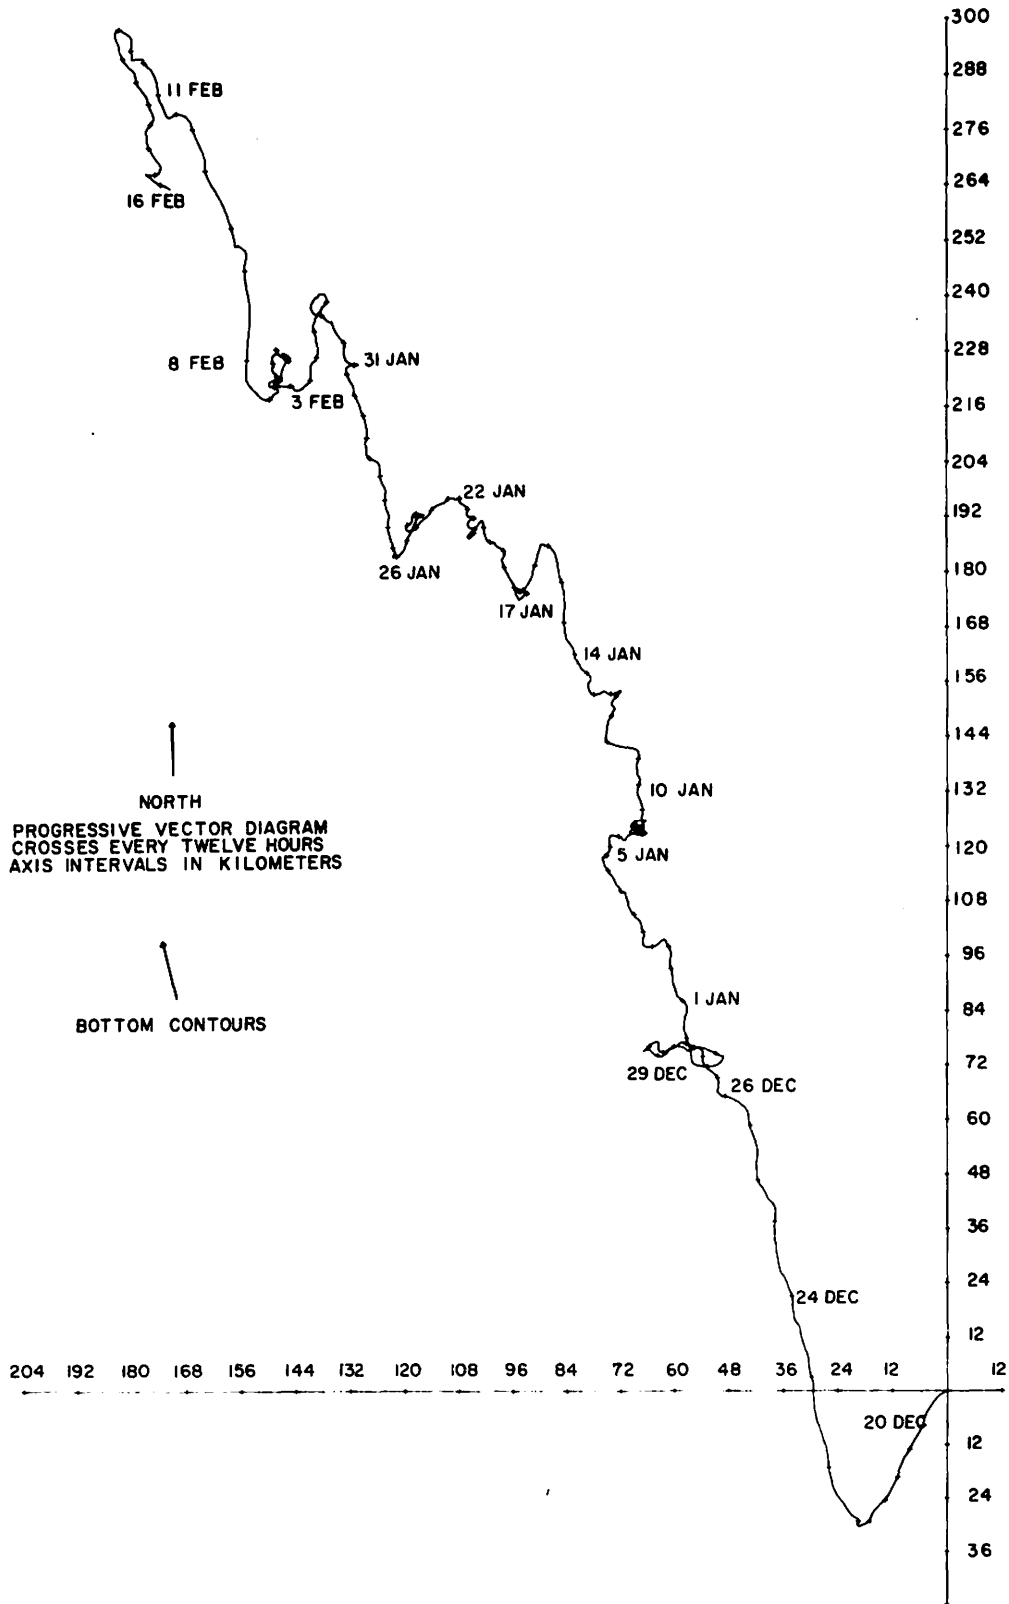 300
288
11 FEB
276
264
16 FEB
252
240
228
8 FEB
31 JAN
216
3 FEB
204
22 JAN
192
26 JAN
180
17 JAN
168
14 JAN
156
144
132
10 JAN
NORTH
PROGRESSIVE VECTOR DIAGRAM
CROSSES EVERY TWELVE HOURS
AXIS INTERVALS IN KILOMETERS
120
5 JAN
108
96
1 JAN
84
BOTTOM CONTOURS
72
29 DEC
26 DEC
60
48
36
24
24 DEC
12
204 192 180 168 156 144 132 120 108 96 84 72 60 48 36 24 12 12
20 DEC
12
24
36